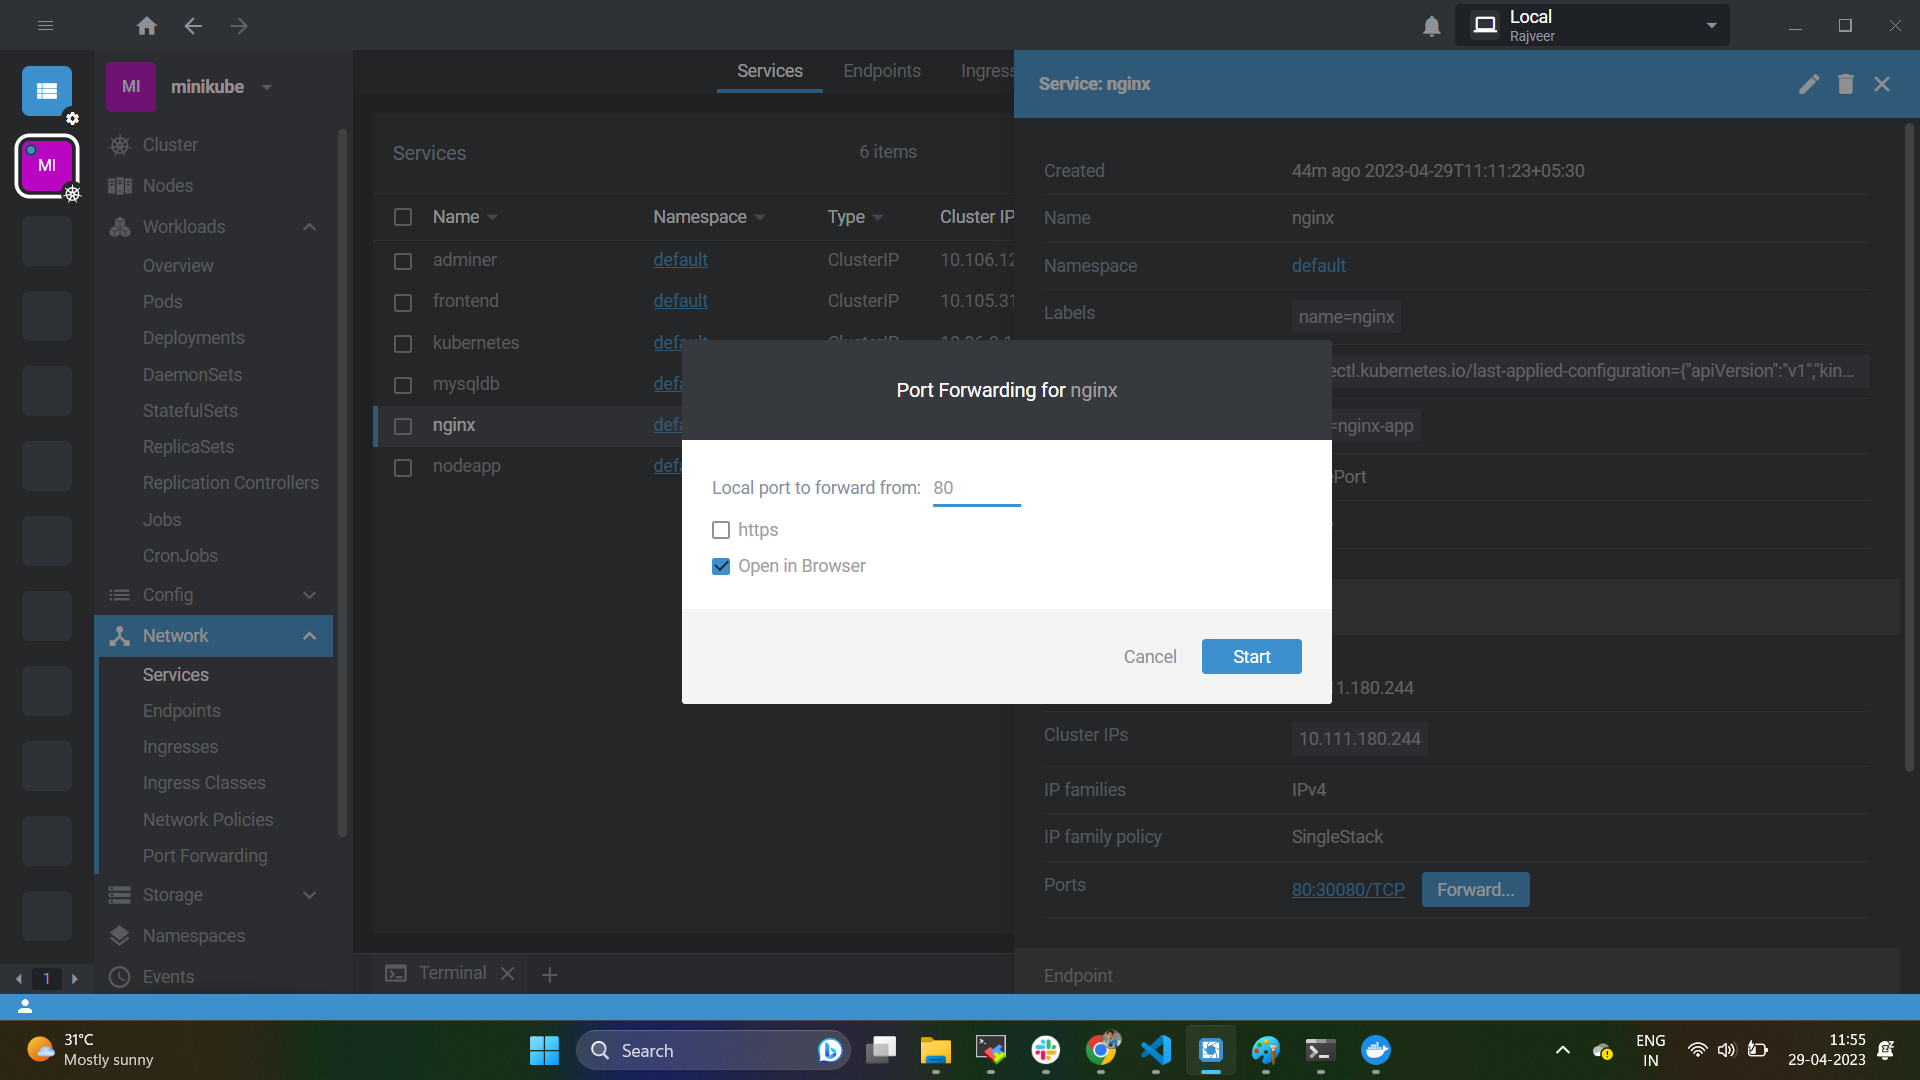 Local
Rajveer
MI
minikube
MI
Cluster
Nodes
Workloads
Overview
Pods
Deployments
DaemonSets
StatefulSets
ReplicaSets
Replication Controllers
Jobs
CronJobs
Config
Network
Services
Endpoints
Ingresses
Ingress Classes
Network Policies
Port Forwarding
Storage
Namespaces
Events
1
Services Endpoints Ingress
Services 6 items
Name Namespace Type Cluster IP
adminer default ClusterIP 10.106.12
frontend default ClusterIP 10.105.31
kubernetes
mysqldb
nginx
nodeapp
Terminal
Service: nginx
Created 44m ago 2023-04-29T11:11:23+05:30
Name nginx
Namespace default
Labels name=nginx
ectl.kubernetes.io/last-applied-configuration={"apiVersion":"v1","kin...
=nginx-app
ePort
1.180.244
Cluster IPs 10.111.180.244
IP families IPv4
IP family policy SingleStack
Ports 80:30080/TCP Forward...
Endpoint
Port Forwarding for nginx
Local port to forward from: 80
https
Open in Browser
Cancel Start
31°C
Mostly sunny
Search
ENG
IN
11:55
29-04-2023